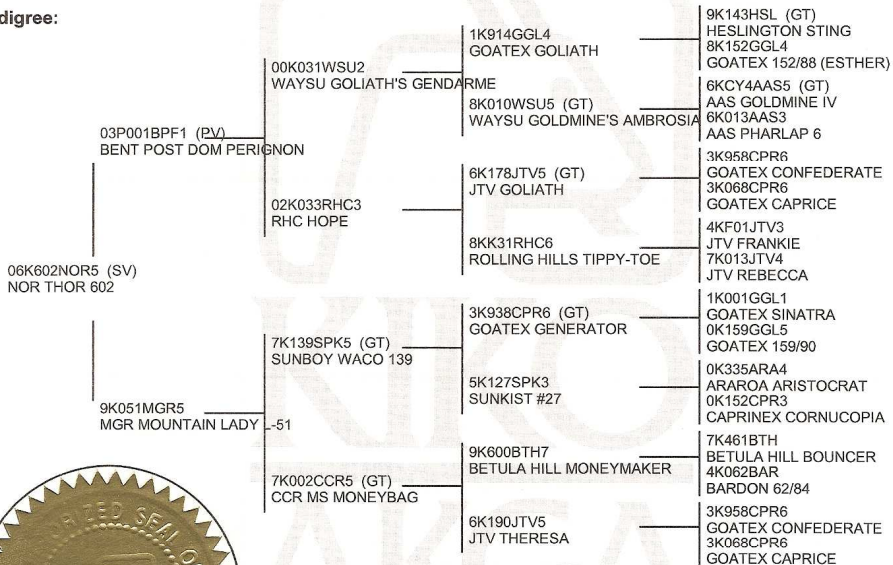 digree:
06K602NOR5 (SV)
NOR THOR 602
03P001BPF1 (PV)
BENT POST DOM PERIGNON
9K051MGR5
MGR MOUNTAIN LADY L-51
00K031WSU2
WAYSU GOLIATH'S GENDARME
02K033RHC3
RHC HOPE
7K139SPK5 (GT)
SUNBOY WACO 139
7K002CCR5 (GT)
CCR MS MONEYBAG
1K914GGL4
GOATEX GOLIATH
8K010WSU5 (GT)
WAYSU GOLDMINE'S AMBROSIA
6K178JTV5 (GT)
JTV GOLIATH
8KK31RHC6
ROLLING HILLS TIPPY-TOE
3K938CPR6 (GT)
GOATEX GENERATOR
5K127SPK3
SUNKIST #27
9K600BTH7
BETULA HILL MONEYMAKER
6K190JTV5
JTV THERESA
9K143HSL (GT)
HESLINGTON STING
8K152GGL4
GOATEX 152/88 (ESTHER)
6KCY4AAS5 (GT)
AAS GOLDMINE IV
6K013AAS3
AAS PHARLAP 6
3K958CPR6
GOATEX CONFEDERATE
3K068CPR6
GOATEX CAPRICE
4KF01JTV3
JTV FRANKIE
7K013JTV4
JTV REBECCA
1K001GGL1
GOATEX SINATRA
0K159GGL5
GOATEX 159/90
0K335ARA4
ARAROA ARISTOCRAT
0K152CPR3
CAPRINEX CORNUCOPIA
7K461BTH
BETULA HILL BOUNCER
4K062BAR
BARDON 62/84
3K958CPR6
GOATEX CONFEDERATE
3K068CPR6
GOATEX CAPRICE
KIKO
AKGA
RIZED SEAL O